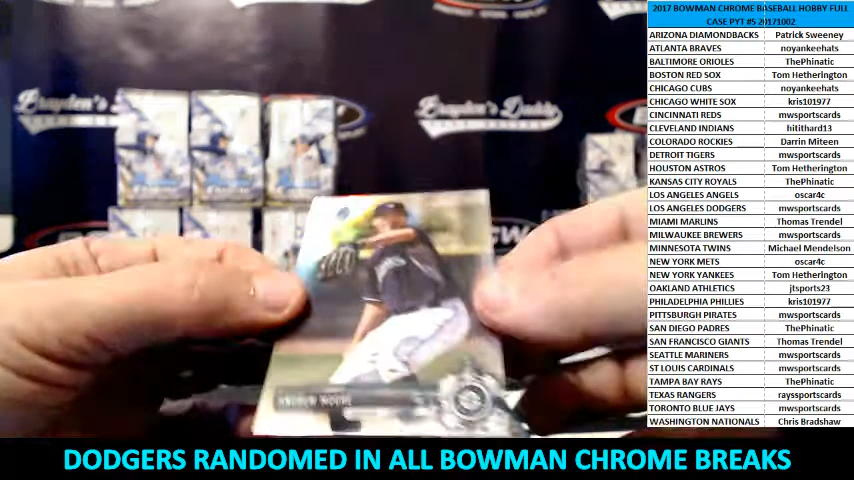 2017 BOWMAN CHROME BASEBALL HOBBY FULL
CASE PYT #5 20171002
ARIZONA DIAMONDBACKS Patrick Sweeney
ATLANTA BRAVES noyankeehats
BALTIMORE ORIOLES ThePhinatic
BOSTON RED SOX Tom Hetherington
CHICAGO CUBS noyankeehats
CHICAGO WHITE SOX kris101977
CINCINNATI REDS mwsportscards
CLEVELAND INDIANS hitithard13
COLORADO ROCKIES Darrin Miteen
DETROIT TIGERS mwsportscards
HOUSTON ASTROS Tom Hetherington
KANSAS CITY ROYALS ThePhinatic
LOS ANGELES ANGELS oscar4c
LOS ANGELES DODGERS mwsportscards
MIAMI MARLINS Thomas Trendel
MILWAUKEE BREWERS mwsportscards
MINNESOTA TWINS Michael Mendelson
NEW YORK METS oscar4c
NEW YORK YANKEES Tom Hetherington
OAKLAND ATHLETICS jtsports23
PHILADELPHIA PHILLIES kris101977
PITTSBURGH PIRATES mwsportscards
SAN DIEGO PADRES ThePhinatic
SAN FRANCISCO GIANTS Thomas Trendel
SEATTLE MARINERS mwsportscards
ST LOUIS CARDINALS mwsportscards
TAMPA BAY RAYS ThePhinatic
TEXAS RANGERS rayssportscards
TORONTO BLUE JAYS mwsportscards
WASHINGTON NATIONALS Chris Bradshaw
Brayden's D
Brayden's Daddy
ANDREW MOORE
DODGERS RANDOMED IN ALL BOWMAN CHROME BREAKS